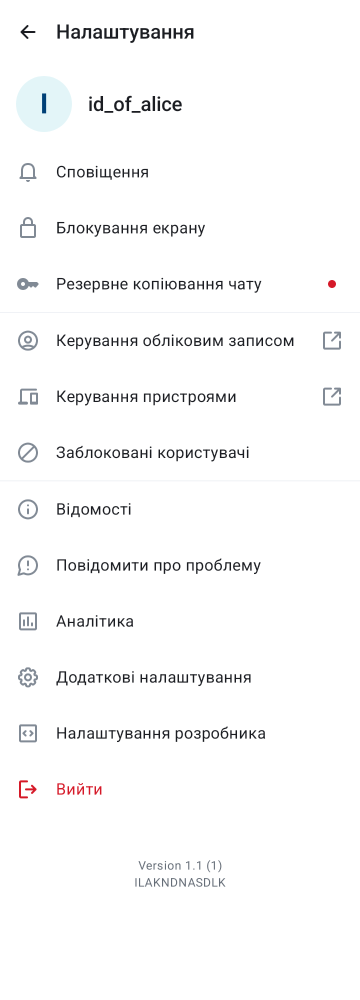 Налаштування
I
id_of_alice
Сповіщення
Блокування екрану
Резервне копіювання чату
Керування обліковим записом
Керування пристроями
Заблоковані користувачі
Відомості
Повідомити про проблему
Аналітика
Додаткові налаштування
Налаштування розробника
Вийти
Version 1.1 (1)
ILAKNDNASDLK